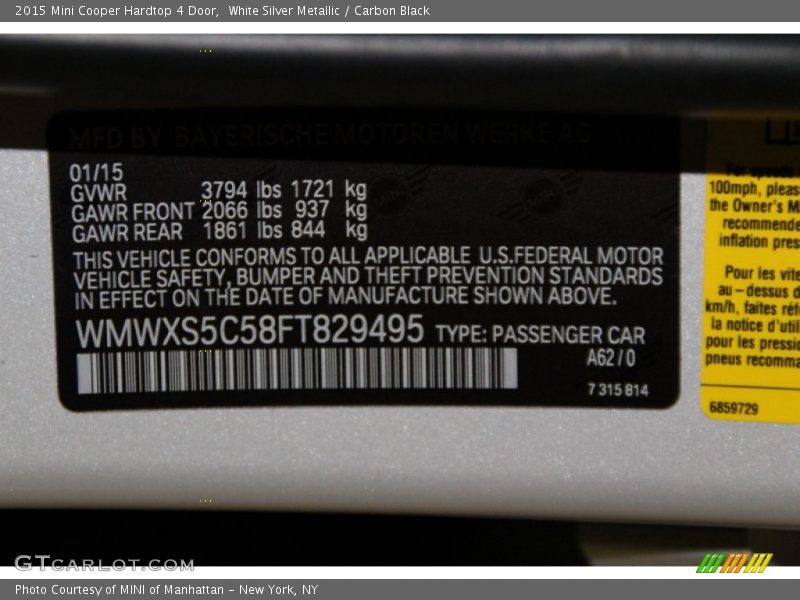 2015 Mini Cooper Hardtop 4 Door,  White Silver Metallic / Carbon Black
MFD BY BAYERISCHE MOTOREN WERKE AG
01/15
GVWR 3794 lbs 1721 kg
GAWR FRONT 2066 lbs 937 kg
GAWR REAR 1861 lbs 844 kg
THIS VEHICLE CONFORMS TO ALL APPLICABLE U.S.FEDERAL MOTOR
VEHICLE SAFETY, BUMPER AND THEFT PREVENTION STANDARDS
IN EFFECT ON THE DATE OF MANUFACTURE SHOWN ABOVE.
WMWXS5C58FT829495 TYPE: PASSENGER CAR
A62/0
7 315 814
For speeds
100mph, pleas
the Owner's M
recommende
inflation pres
Pour les vite
au-dessus d
km/h, faites réf
la notice d'util
pour les pressio
pneus recomma
6859729
GTCARLOT.COM
Photo Courtesy of MINI of Manhattan - New York, NY